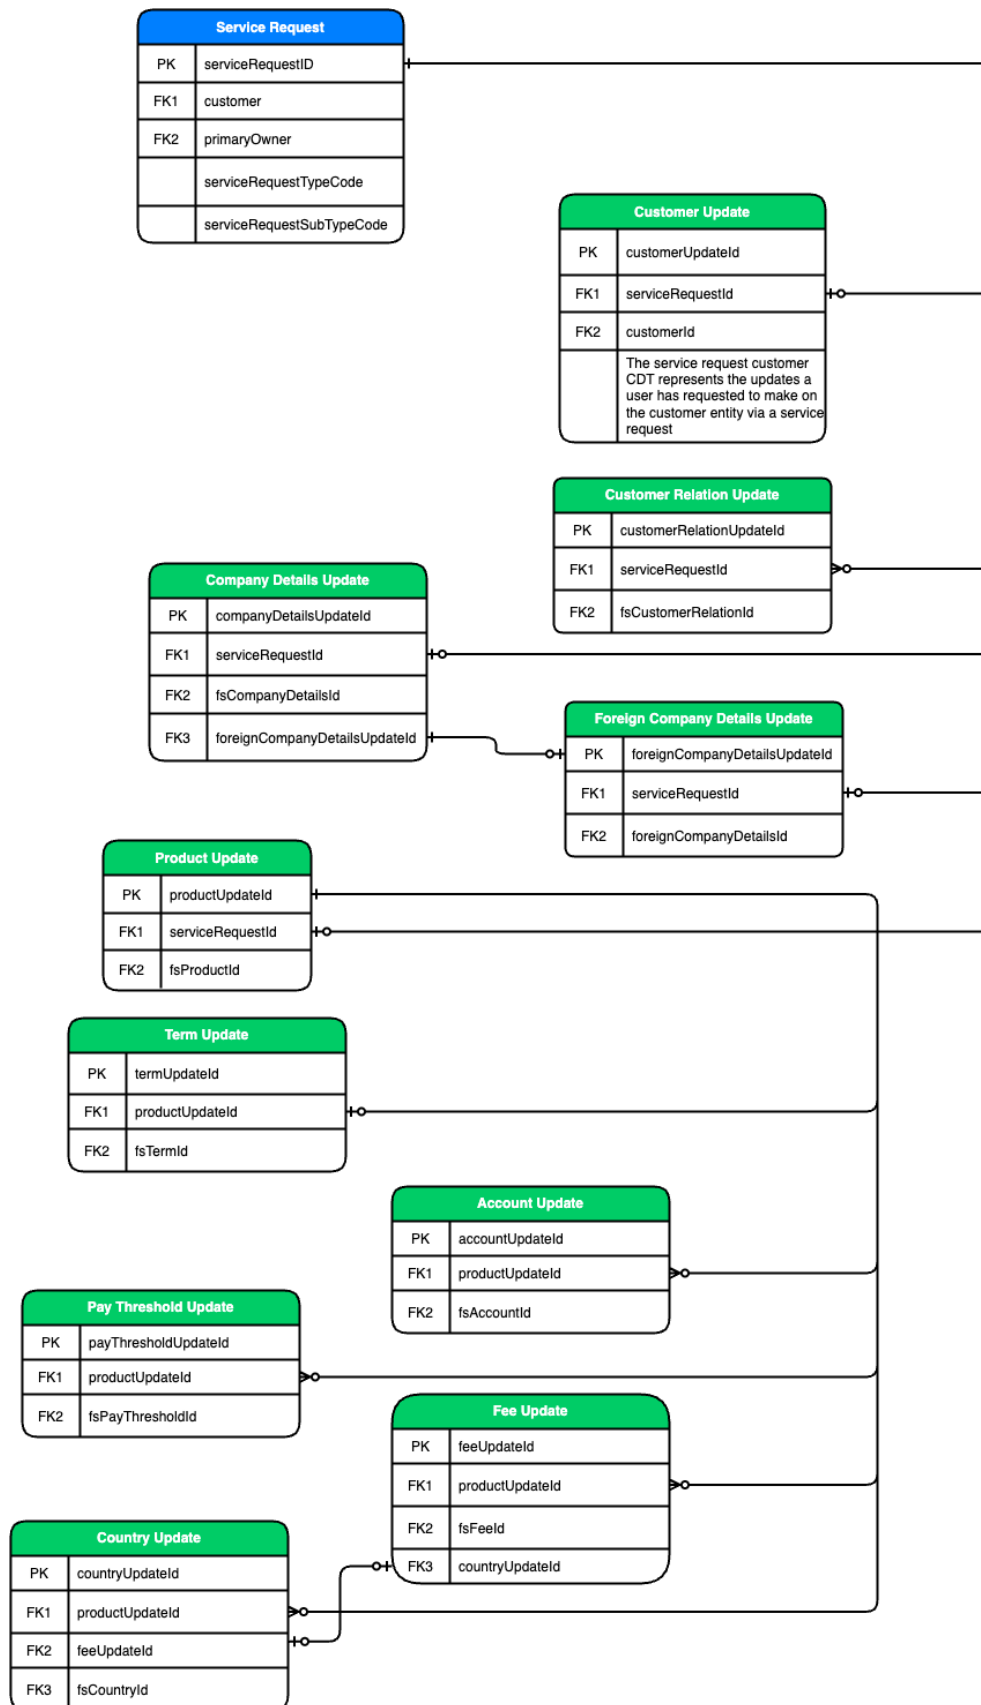 Service Request
PK serviceRequestID
FK1 customer
FK2 primaryOwner
serviceRequestTypeCode
serviceRequestSubTypeCode
Customer Update
PK customerUpdateId
FK1 serviceRequestId
FK2 customerId
The service request customer
CDT represents the updates a
user has requested to make on
the customer entity via a service
request
Customer Relation Update
PK customerRelationUpdateId
FK1 serviceRequestId
FK2 fsCustomerRelationId
Company Details Update
PK companyDetailsUpdateId
FK1 serviceRequestId
FK2 fsCompanyDetailsId
FK3 foreignCompanyDetailsUpdateId
Foreign Company Details Update
PK foreignCompanyDetailsUpdateId
FK1 serviceRequestId
FK2 foreignCompanyDetailsId
Product Update
PK productUpdateId
FK1 serviceRequestId
FK2 fsProductId
Term Update
PK termUpdateId
FK1 productUpdateId
FK2 fsTermId
Account Update
PK accountUpdateId
FK1 productUpdateId
FK2 fsAccountId
Pay Threshold Update
PK payThresholdUpdateId
FK1 productUpdateId
FK2 fsPayThresholdId
Fee Update
PK feeUpdateId
FK1 productUpdateId
FK2 fsFeeId
FK3 countryUpdateId
Country Update
PK countryUpdateId
FK1 productUpdateId
FK2 feeUpdateId
FK3 fsCountryId